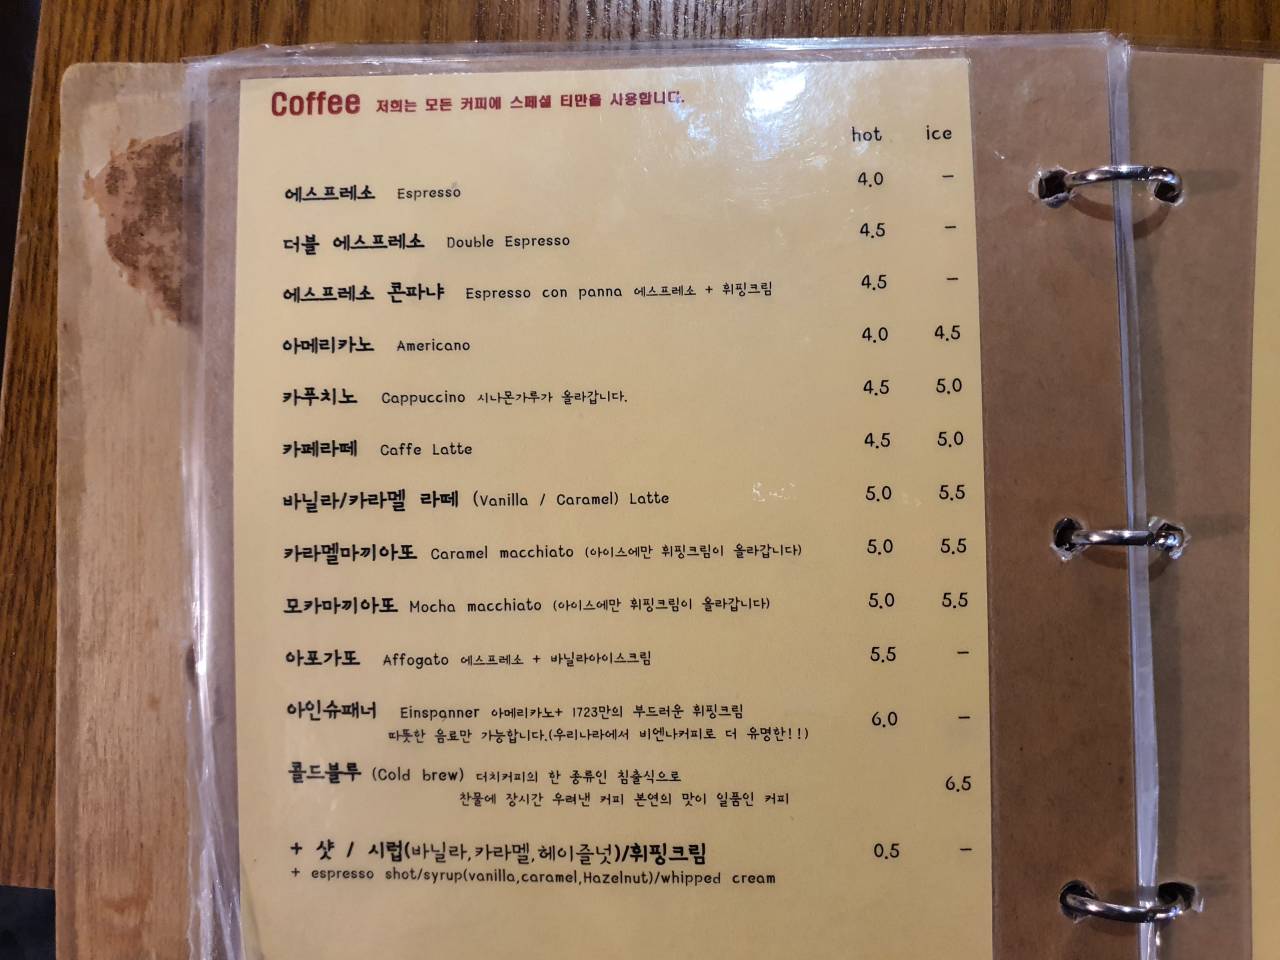 Coffee 저희는 모든 커피에 스페셜 티만을 사용합니다.
hot ice
에스프레소 Espresso 4.0 –
더블 에스프레소 Double Espresso 4.5 –
에스프레소 콘파냐 Espresso con panna 에스프레소 + 휘핑크림 4.5 –
아메리카노 Americano 4.0 4.5
카푸치노 Cappuccino 시나몬가루가 올라갑니다. 4.5 5.0
카페라떼 Caffe Latte 4.5 5.0
바닐라/카라멜 라떼 (Vanilla / Caramel) Latte 5.0 5.5
카라멜마끼아또 Caramel macchiato (아이스에만 휘핑크림이 올라갑니다) 5.0 5.5
모카마끼아또 Mocha macchiato (아이스에만 휘핑크림이 올라갑니다) 5.0 5.5
아포가또 Affogato 에스프레소 + 바닐라아이스크림 5.5 –
아인슈패너 Einspanner 아메리카노+ 1723만의 부드러운 휘핑크림 6.0 –
따뜻한 음료만 가능합니다.(우리나라에서 비엔나커피로 더 유명한!!)
콜드블루 (Cold brew) 더치커피의 한 종류인 침출식으로 6.5
찬물에 장시간 우려낸 커피 본연의 맛이 일품인 커피
+ 샷 / 시럽(바닐라,카라멜,헤이즐넛)/휘핑크림 0.5 –
+ espresso shot/syrup(vanilla,caramel,Hazelnut)/whipped cream